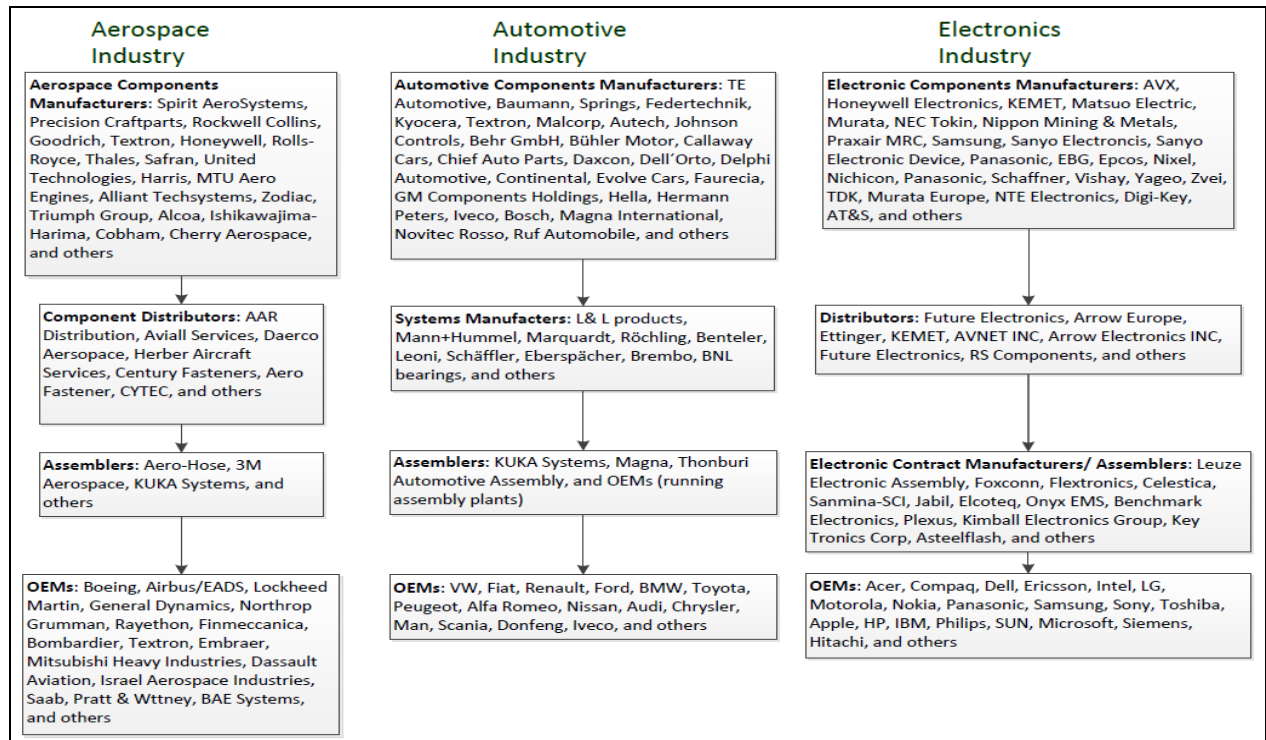 Aerospace
Industry
Aerospace Components
Manufacturers: Spirit AeroSystems,
Precision Craftparts, Rockwell Collins,
Goodrich, Textron, Honeywell, Rolls-
Royce, Thales, Safran, United
Technologies, Harris, MTU Aero
Engines, Alliant Techsystems, Zodiac,
Triumph Group, Alcoa, Ishikawajima-
Harima, Cobham, Cherry Aerospace,
and others
Component Distributors: AAR
Distribution, Aviall Services, Daerco
Aersopace, Herber Aircraft
Services, Century Fasteners, Aero
Fastener, CYTEC, and others
Assemblers: Aero-Hose, 3M
Aerospace, KUKA Systems, and
others
OEMs: Boeing, Airbus/EADS, Lockheed
Martin, General Dynamics, Northrop
Grumman, Rayethon, Finmeccanica,
Bombardier, Textron, Embraer,
Mitsubishi Heavy Industries, Dassault
Aviation, Israel Aerospace Industries,
Saab, Pratt & Wttney, BAE Systems,
and others
Automotive
Industry
Automotive Components Manufacturers: TE
Automotive, Baumann, Springs, Federtechnik,
Kyocera, Textron, Malcorp, Autech, Johnson
Controls, Behr GmbH, Bühler Motor, Callaway
Cars, Chief Auto Parts, Daxcon, Dell´Orto, Delphi
Automotive, Continental, Evolve Cars, Faurecia,
GM Components Holdings, Hella, Hermann
Peters, Iveco, Bosch, Magna International,
Novitec Rosso, Ruf Automobile, and others
Systems Manufacters: L& L products,
Mann+Hummel, Marquardt, Röchling, Benteler,
Leoni, Schäffler, Eberspächer, Brembo, BNL
bearings, and others
Assemblers: KUKA Systems, Magna, Thonburi
Automotive Assembly, and OEMs (running
assembly plants)
OEMs: VW, Fiat, Renault, Ford, BMW, Toyota,
Peugeot, Alfa Romeo, Nissan, Audi, Chrysler,
Man, Scania, Donfeng, Iveco, and others
Electronics
Industry
Electronic Components Manufacturers: AVX,
Honeywell Electronics, KEMET, Matsuo Electric,
Murata, NEC Tokin, Nippon Mining & Metals,
Praxair MRC, Samsung, Sanyo Electroncis, Sanyo
Electronic Device, Panasonic, EBG, Epcos, Nixel,
Nichicon, Panasonic, Schaffner, Vishay, Yageo, Zvei,
TDK, Murata Europe, NTE Electronics, Digi-Key,
AT&S, and others
Distributors: Future Electronics, Arrow Europe,
Ettinger, KEMET, AVNET INC, Arrow Electronics INC,
Future Electronics, RS Components, and others
Electronic Contract Manufacturers/ Assemblers: Leuze
Electronic Assembly, Foxconn, Flextronics, Celestica,
Sanmina-SCI, Jabil, Elcoteq, Onyx EMS, Benchmark
Electronics, Plexus, Kimball Electronics Group, Key
Tronics Corp, Asteelflash, and others
OEMs: Acer, Compaq, Dell, Ericsson, Intel, LG,
Motorola, Nokia, Panasonic, Samsung, Sony, Toshiba,
Apple, HP, IBM, Philips, SUN, Microsoft, Siemens,
Hitachi, and others